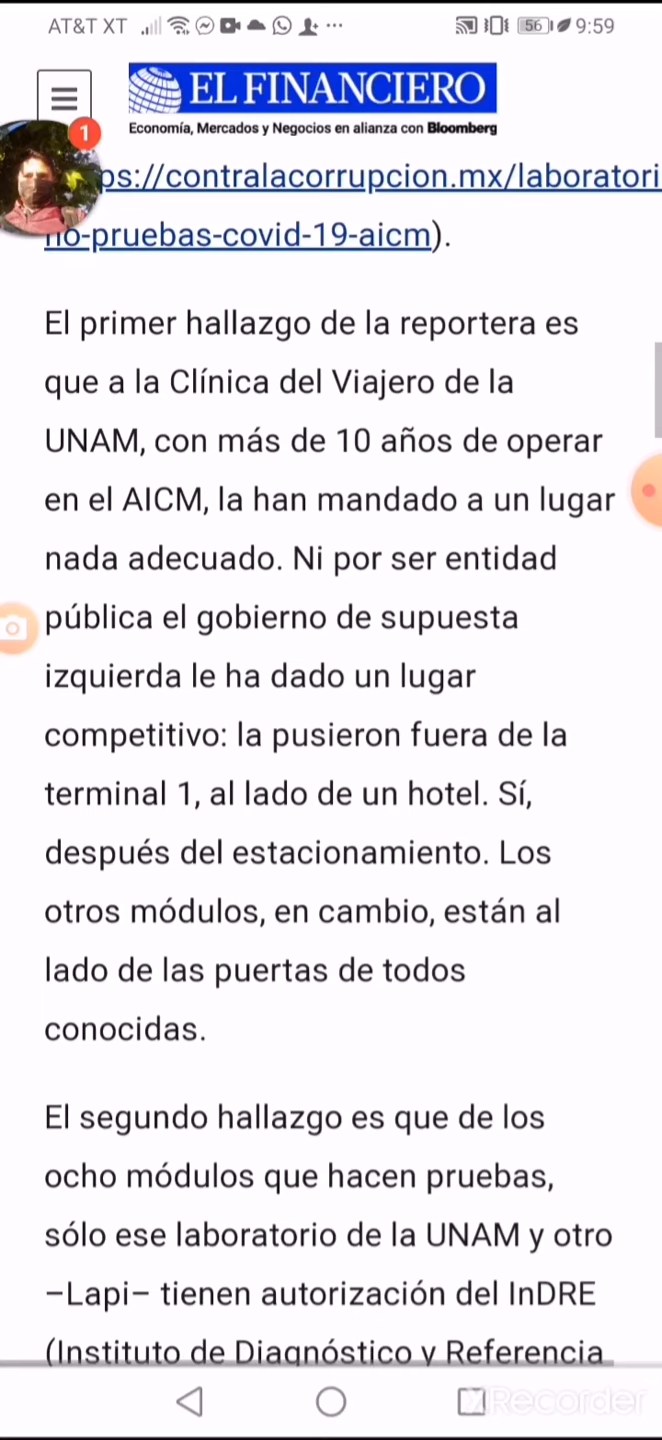 AT&T XT ... 56 9:59
EL FINANCIERO
Economía, Mercados y Negocios en alianza con Bloomberg
1
ps://contralacorrupcion.mx/laboratori
no-pruebas-covid-19-aicm).
El primer hallazgo de la reportera es
que a la Clínica del Viajero de la
UNAM, con más de 10 años de operar
en el AICM, la han mandado a un lugar
nada adecuado. Ni por ser entidad
pública el gobierno de supuesta
izquierda le ha dado un lugar
competitivo: la pusieron fuera de la
terminal 1, al lado de un hotel. Sí,
después del estacionamiento. Los
otros módulos, en cambio, están al
lado de las puertas de todos
conocidas.
El segundo hallazgo es que de los
ocho módulos que hacen pruebas,
sólo ese laboratorio de la UNAM y otro
–Lapi– tienen autorización del InDRE
(Instituto de Diagnóstico y Referencia
Recorder